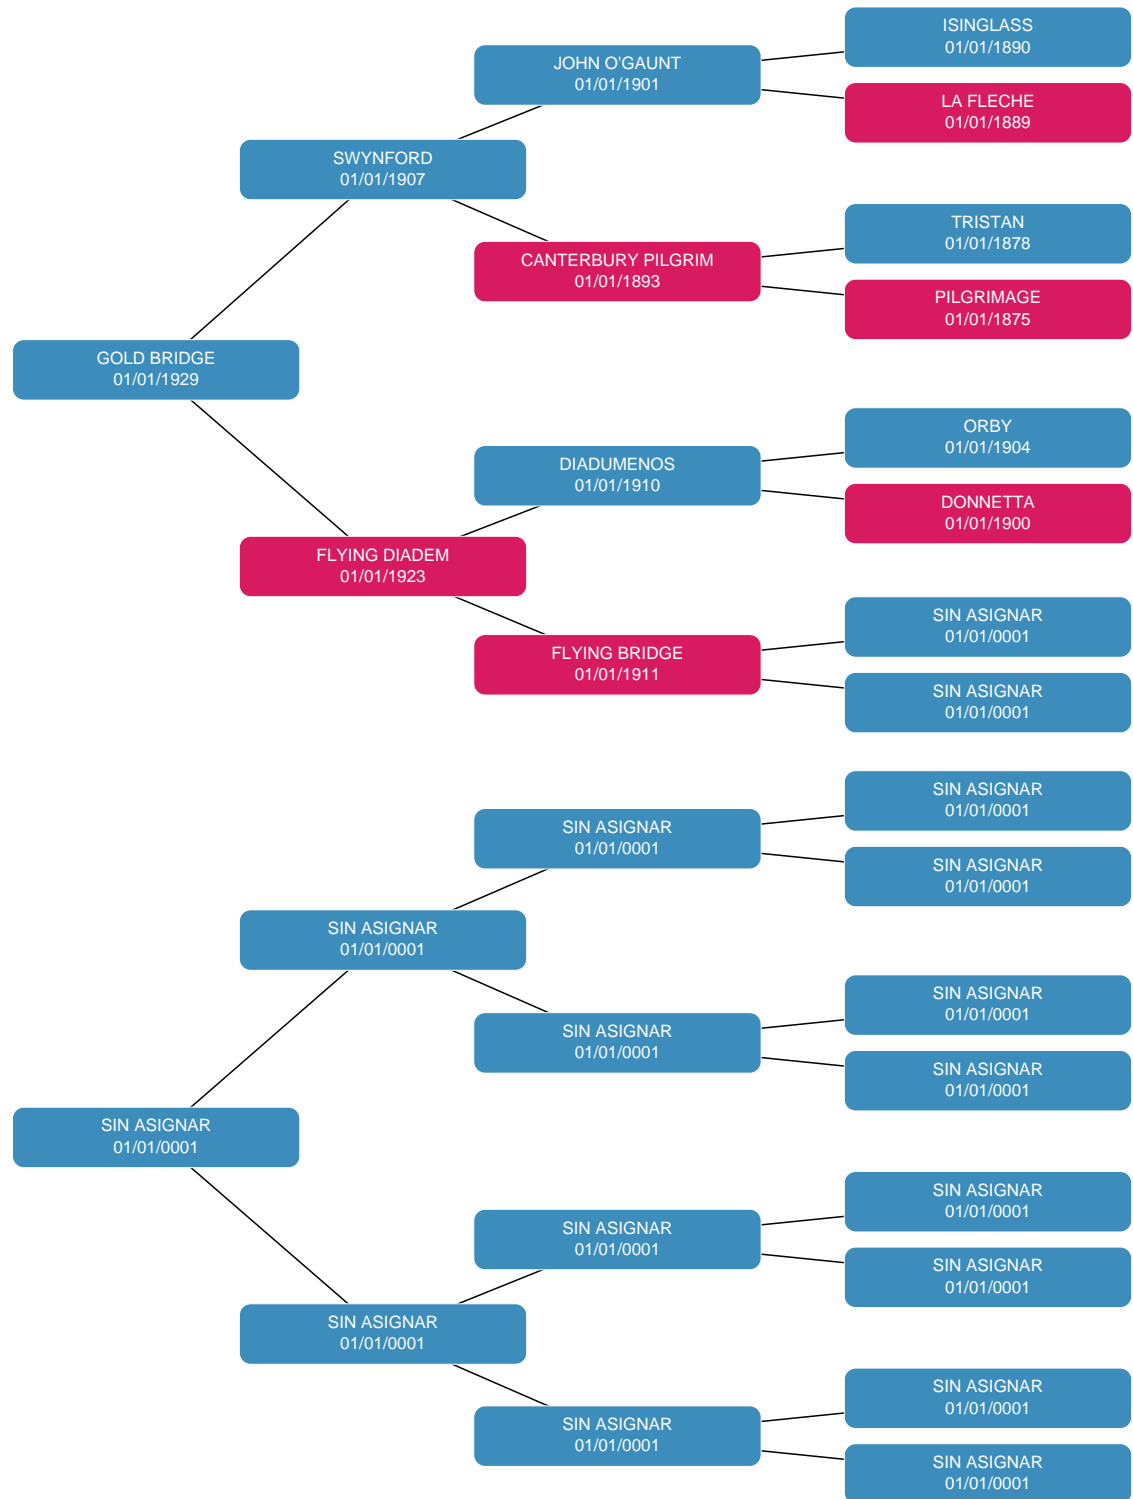 ISINGLASS
01/01/1890
JOHN O'GAUNT
01/01/1901
LA FLECHE
01/01/1889
SWYNFORD
01/01/1907
TRISTAN
01/01/1878
CANTERBURY PILGRIM
01/01/1893
PILGRIMAGE
01/01/1875
GOLD BRIDGE
01/01/1929
ORBY
01/01/1904
DIADUMENOS
01/01/1910
DONNETTA
01/01/1900
FLYING DIADEM
01/01/1923
SIN ASIGNAR
01/01/0001
FLYING BRIDGE
01/01/1911
SIN ASIGNAR
01/01/0001
SIN ASIGNAR
01/01/0001
SIN ASIGNAR
01/01/0001
SIN ASIGNAR
01/01/0001
SIN ASIGNAR
01/01/0001
SIN ASIGNAR
01/01/0001
SIN ASIGNAR
01/01/0001
SIN ASIGNAR
01/01/0001
SIN ASIGNAR
01/01/0001
SIN ASIGNAR
01/01/0001
SIN ASIGNAR
01/01/0001
SIN ASIGNAR
01/01/0001
SIN ASIGNAR
01/01/0001
SIN ASIGNAR
01/01/0001
SIN ASIGNAR
01/01/0001
SIN ASIGNAR
01/01/0001